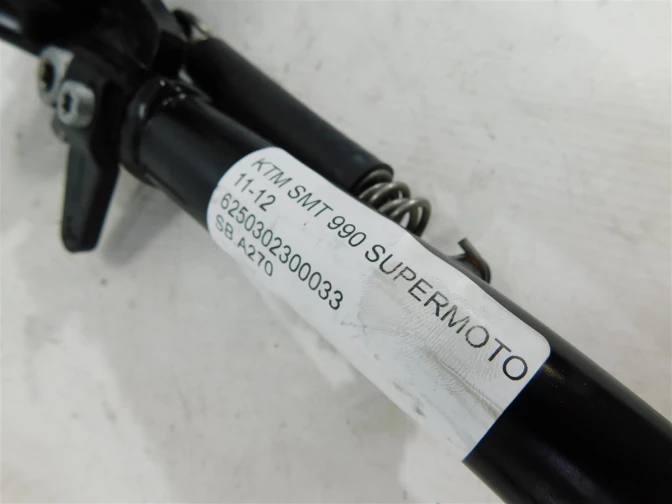 KTM SMT 990 SUPERMOTO
11-12
6250302300033
SB A270